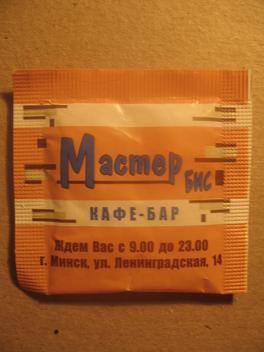 Мастер
БИС
КАФЕ-БАР
Ждем Вас с 9.00 до 23.00
г. Минск, ул. Ленинградская, 14